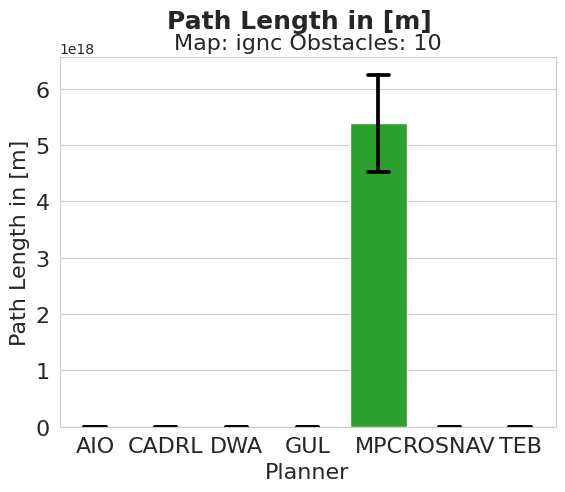 Path Length in [m]
Map: ignc Obstacles: 10
1e18
Path Length in [m]
6
5
4
3
2
1
0
AIO CADRL DWA GUL MPC ROSNAV TEB
Planner